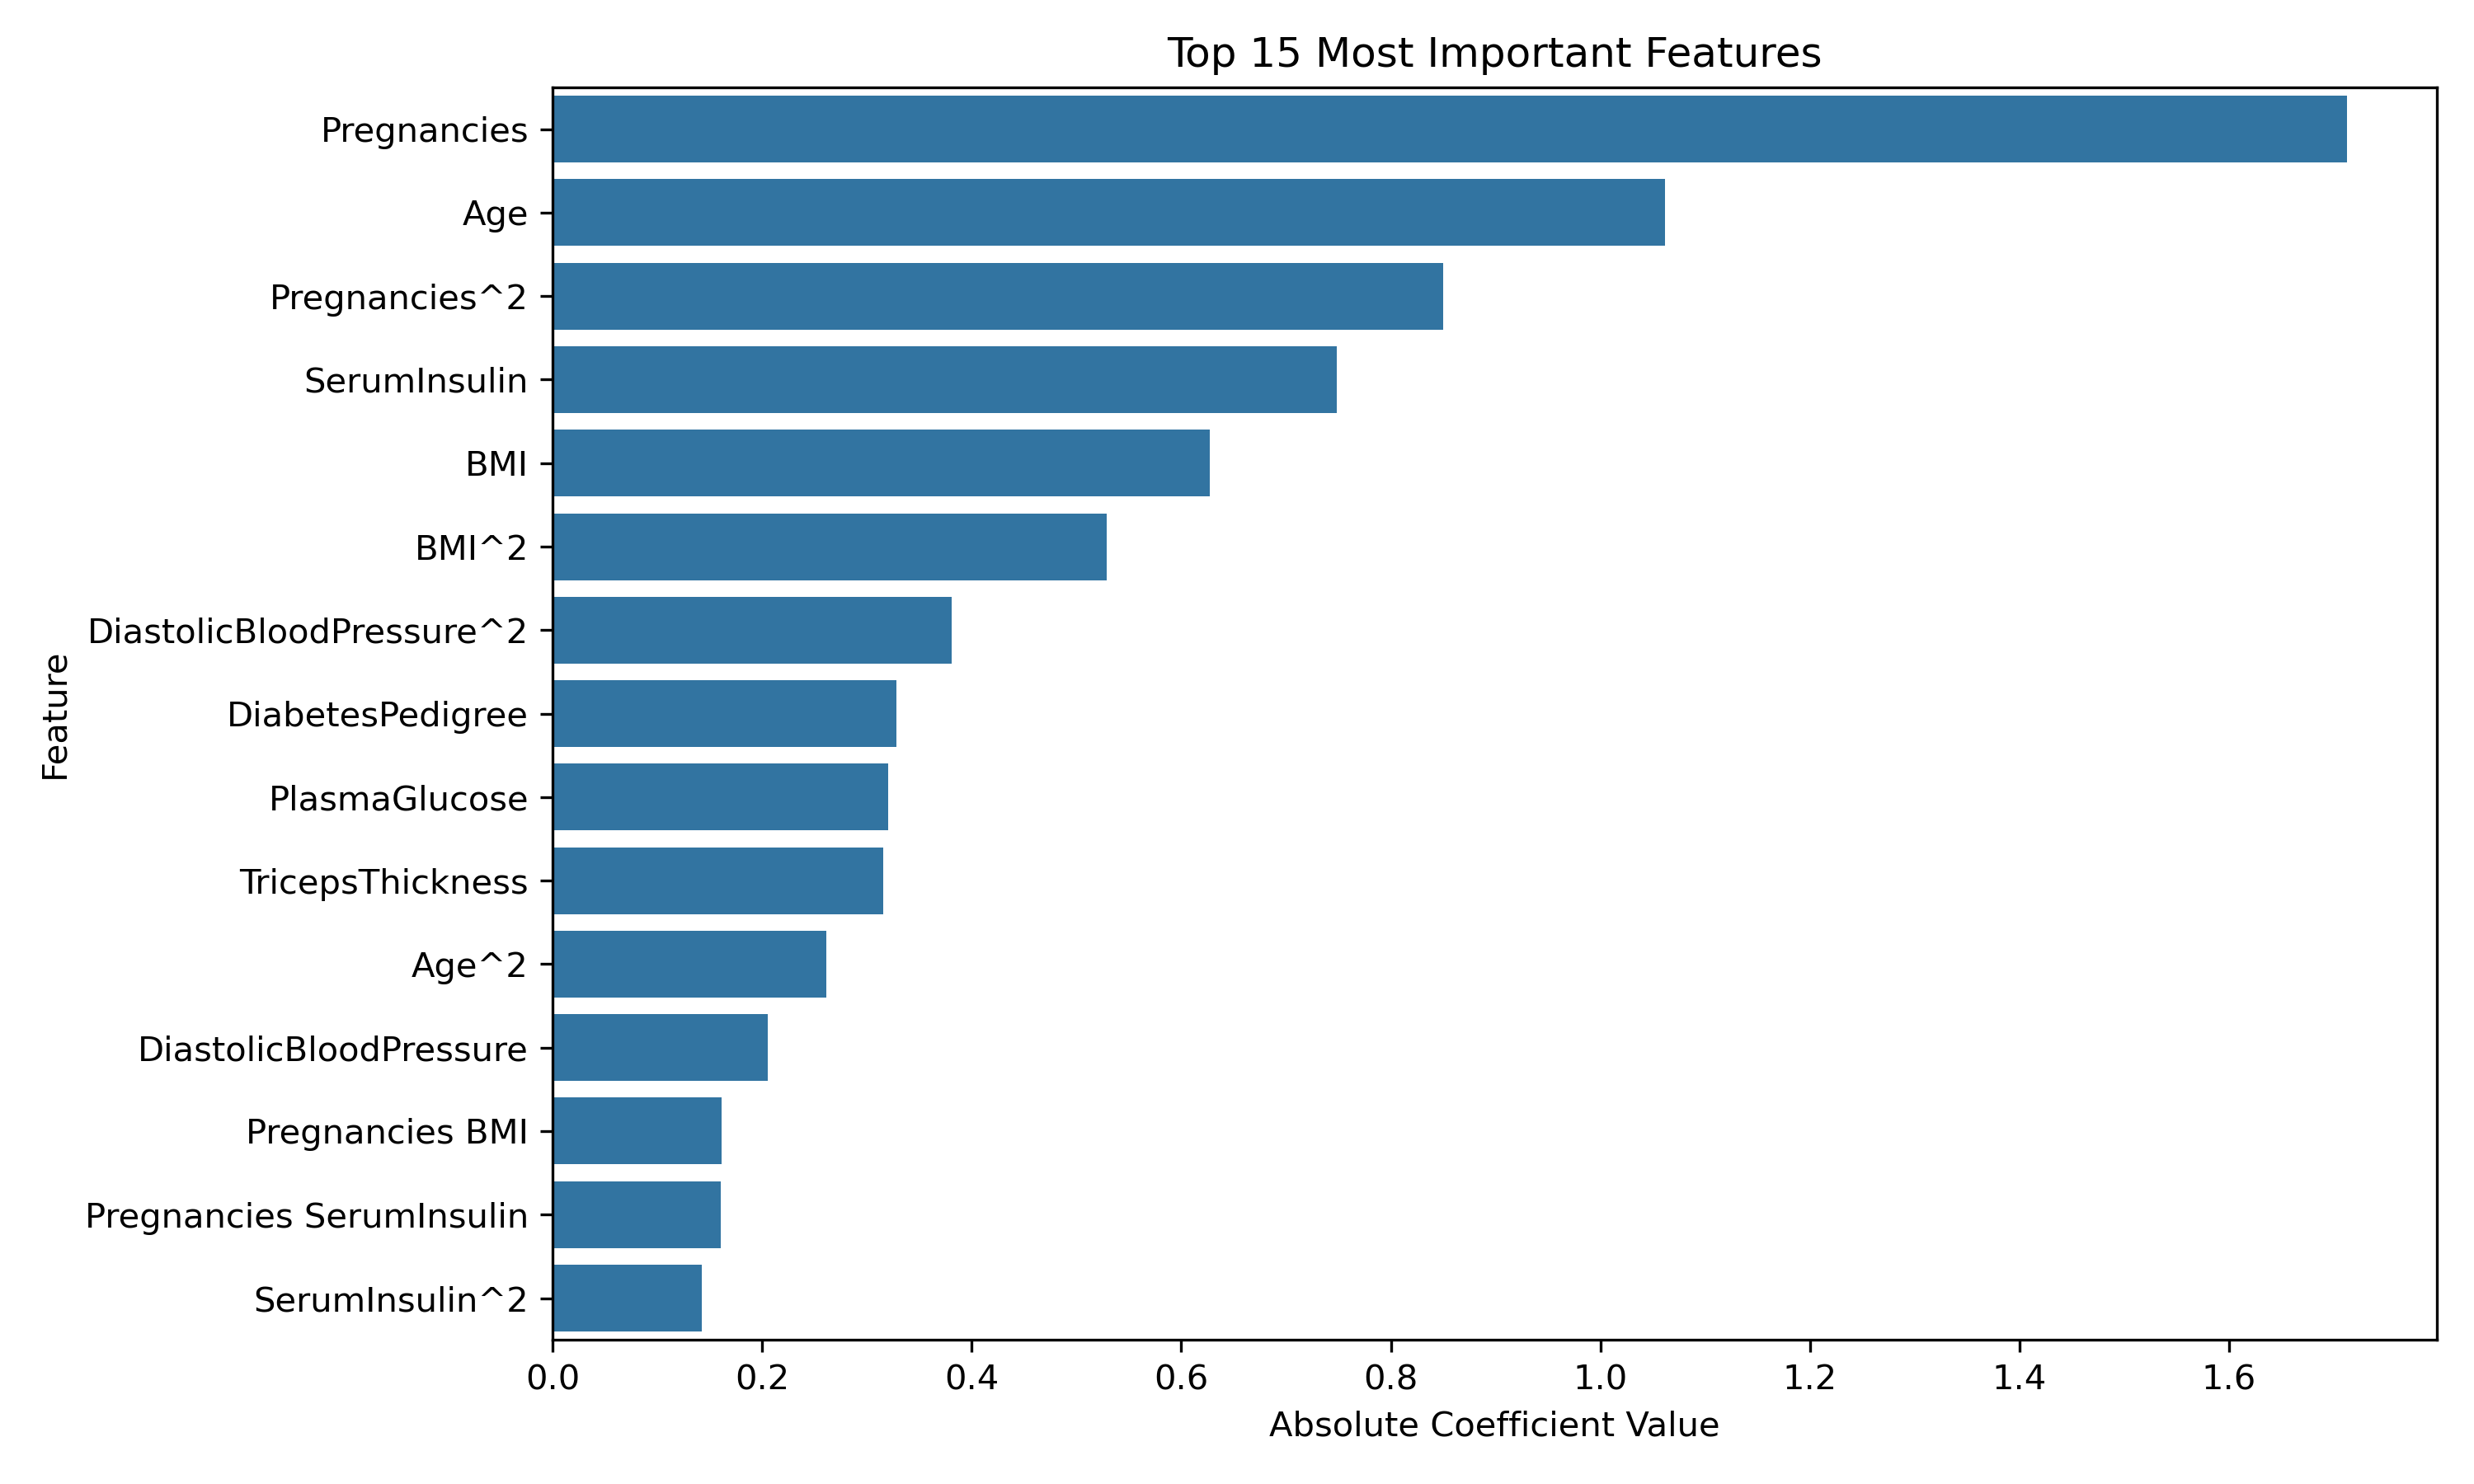 Top 15 Most Important Features
Pregnancies
Age
Pregnancies^2
SerumInsulin
BMI
BMI^2
DiastolicBloodPressure^2
DiabetesPedigree
PlasmaGlucose
TricepsThickness
Age^2
DiastolicBloodPressure
Pregnancies BMI
Pregnancies SerumInsulin
SerumInsulin^2
Feature
0.0 0.2 0.4 0.6 0.8 1.0 1.2 1.4 1.6
Absolute Coefficient Value